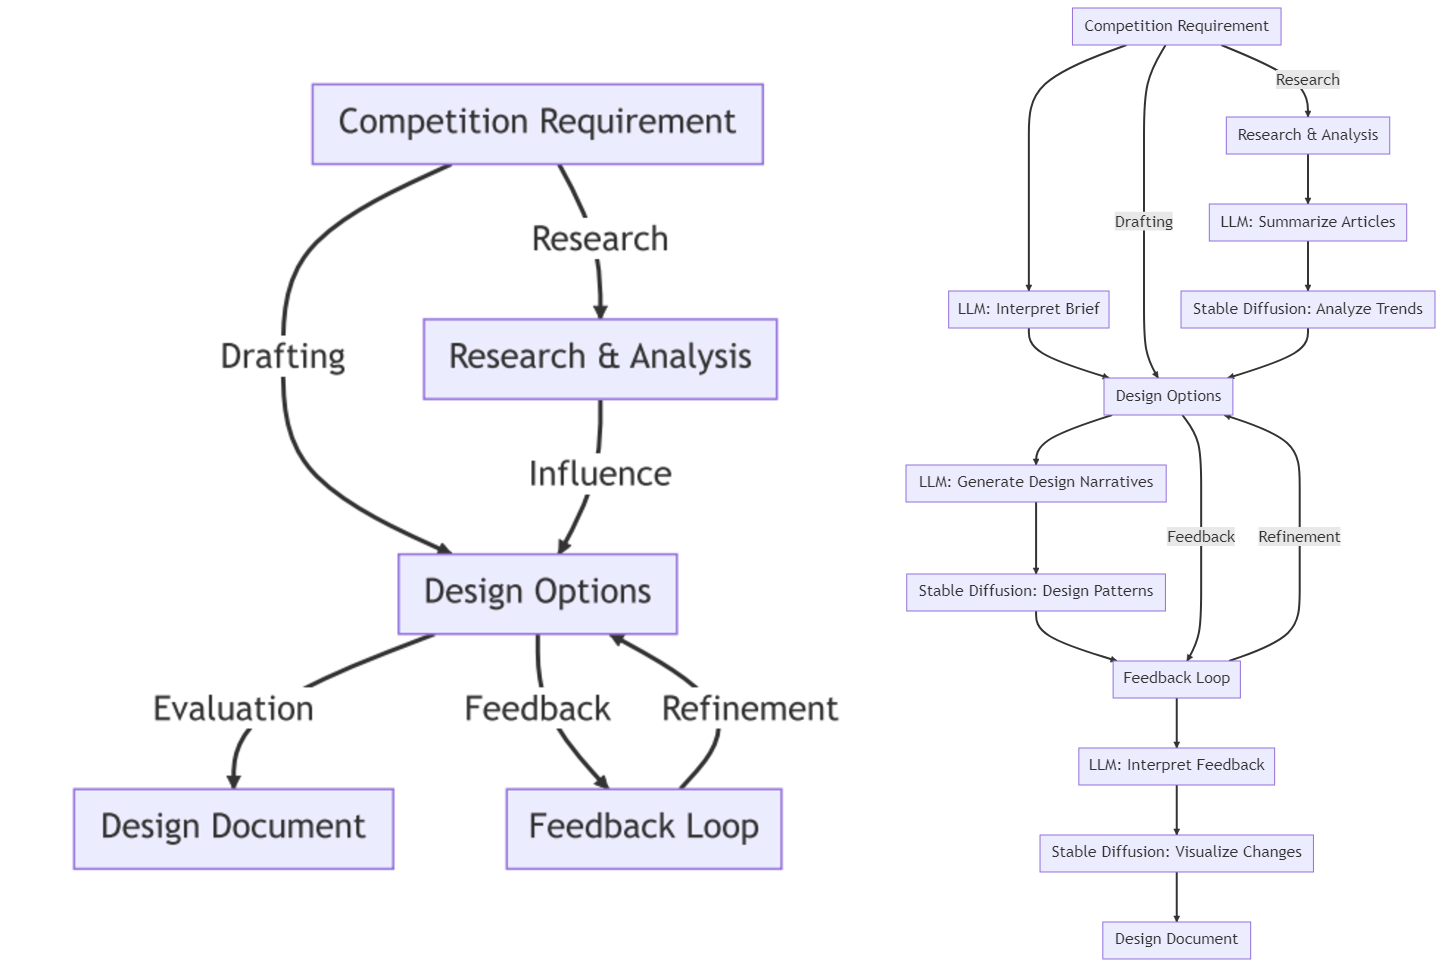 Competition Requirement
Research
Research & Analysis
Drafting
Influence
Design Options
Evaluation
Feedback
Refinement
Design Document
Feedback Loop
Competition Requirement
Research
Research & Analysis
Drafting
LLM: Summarize Articles
LLM: Interpret Brief
Stable Diffusion: Analyze Trends
Design Options
LLM: Generate Design Narratives
Feedback
Refinement
Stable Diffusion: Design Patterns
Feedback Loop
LLM: Interpret Feedback
Stable Diffusion: Visualize Changes
Design Document